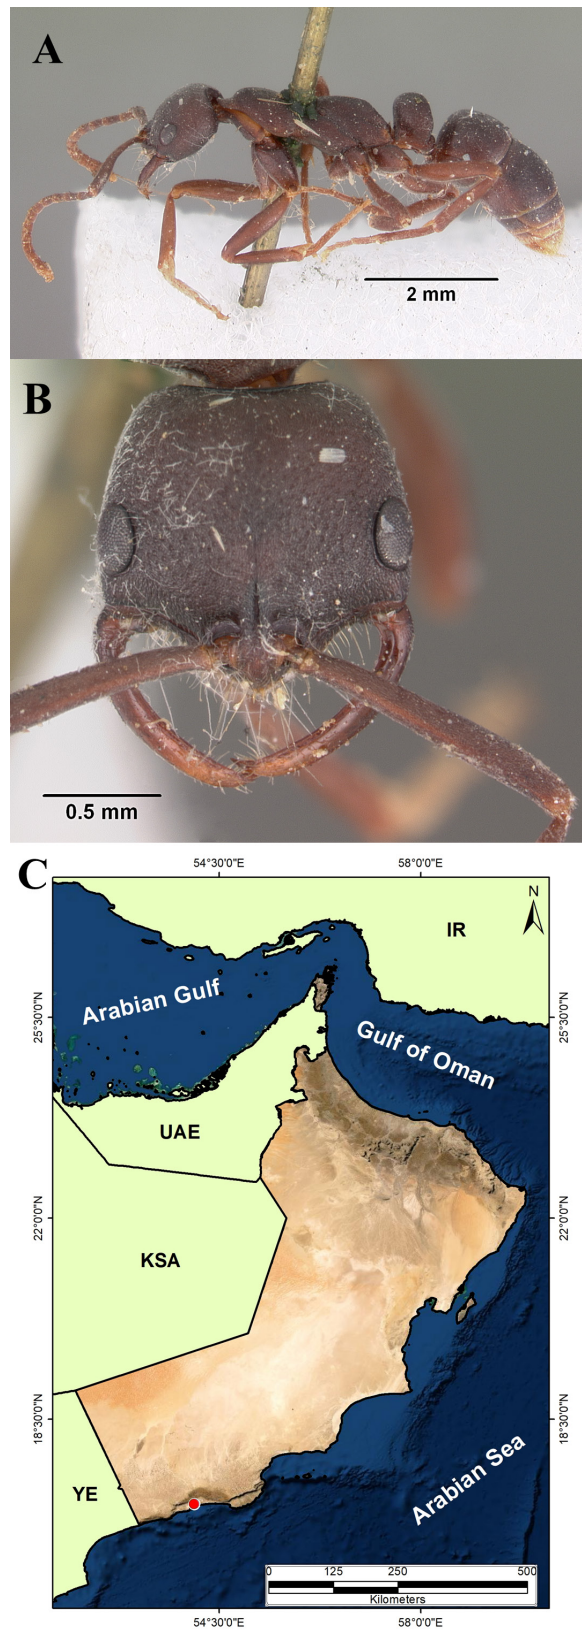 A
2 mm
B
0.5 mm
C
54°30'0"E
58°0'0"E
N
IR
Arabian Gulf
25°30'0"N
25°30'0"N
Gulf of Oman
UAE
22°0'0"N
22°0'0"N
KSA
18°30'0"N
18°30'0"N
YE
Arabian Sea
0 125 250 500
Kilometers
54°30'0"E
58°0'0"E